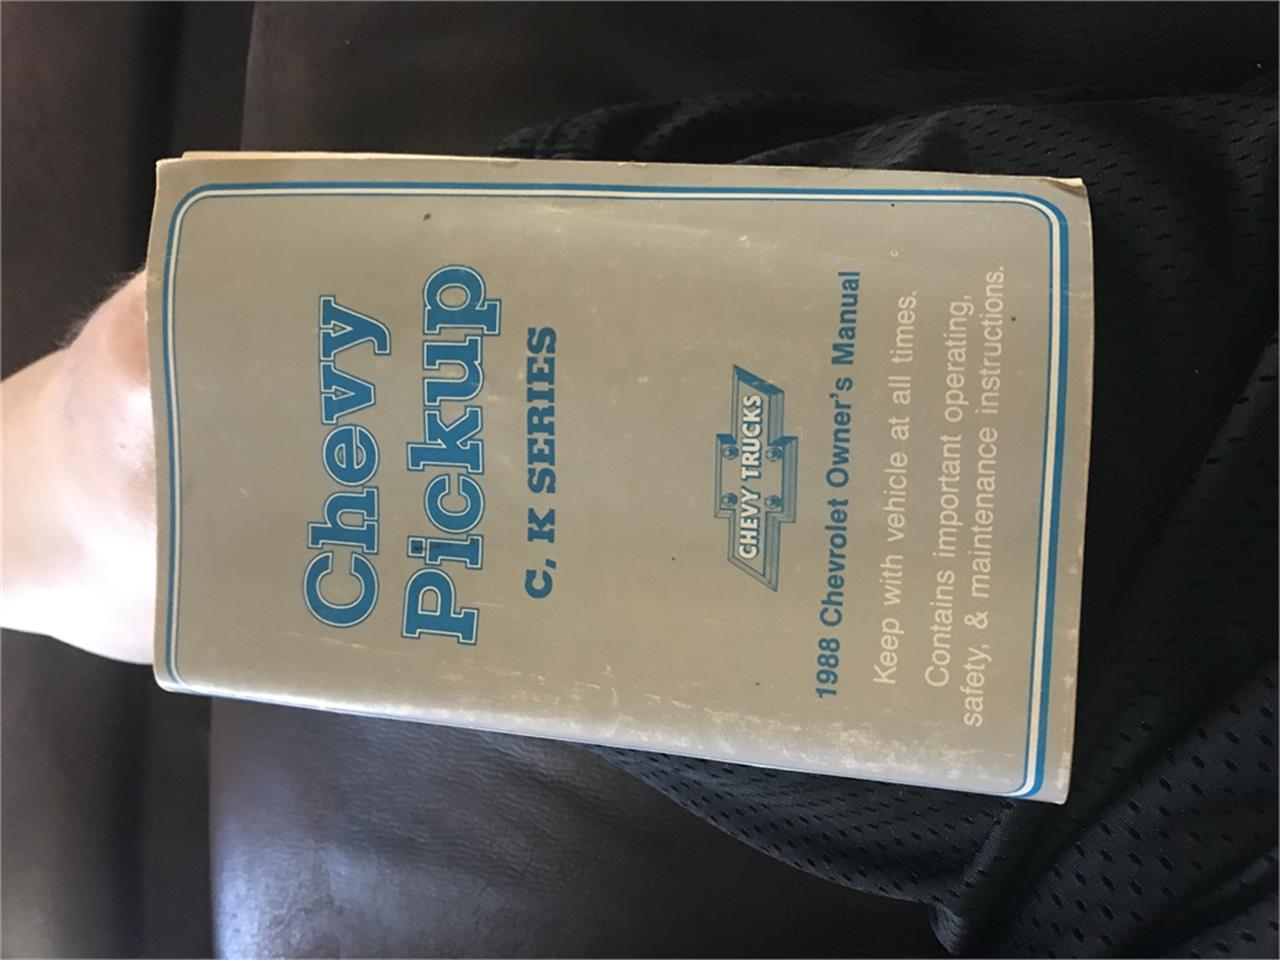 Chevy
Pickup
C, K SERIES
CHEVY TRUCKS
1988 Chevrolet Owner's Manual
Keep with vehicle at all times.
Contains important operating,
safety, & maintenance instructions.